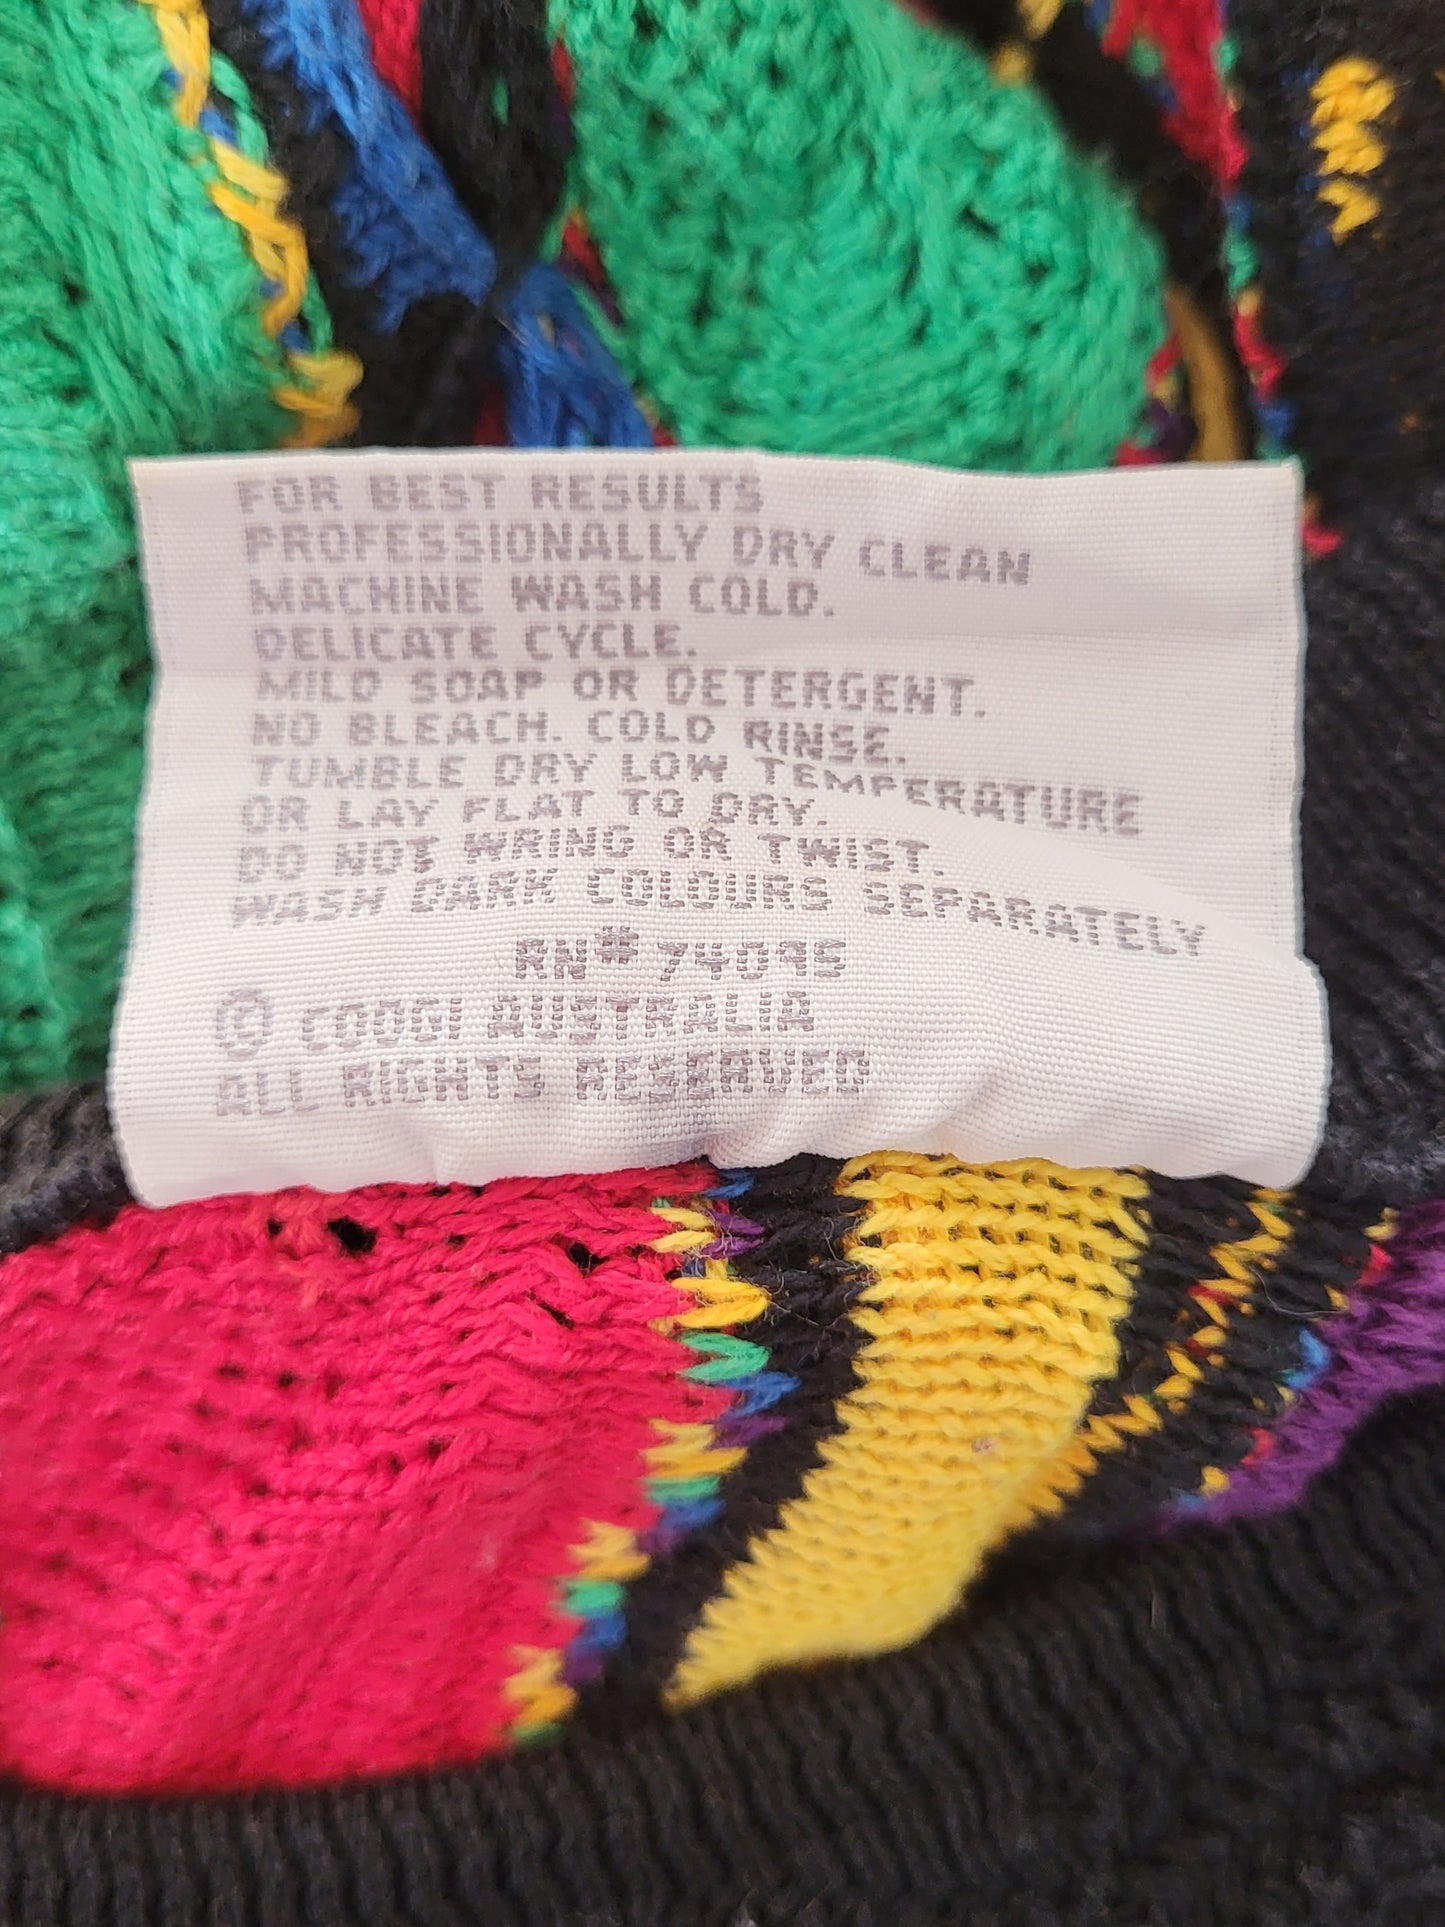 FOR BEST RESULTS
PROFESSIONALLY DRY CLEAN
MACHINE WASH COLD.
DELICATE CYCLE.
MILD SOAP OR DETERGENT.
NO BLEACH. COLD RINSE.
TUMBLE DRY LOW TEMPERATURE
OR LAY FLAT TO DRY.
DO NOT WRING OR TWIST.
WASH DARK COLOURS SEPARATELY
© COOGI AUSTRALIA
ALL RIGHTS RESERVED